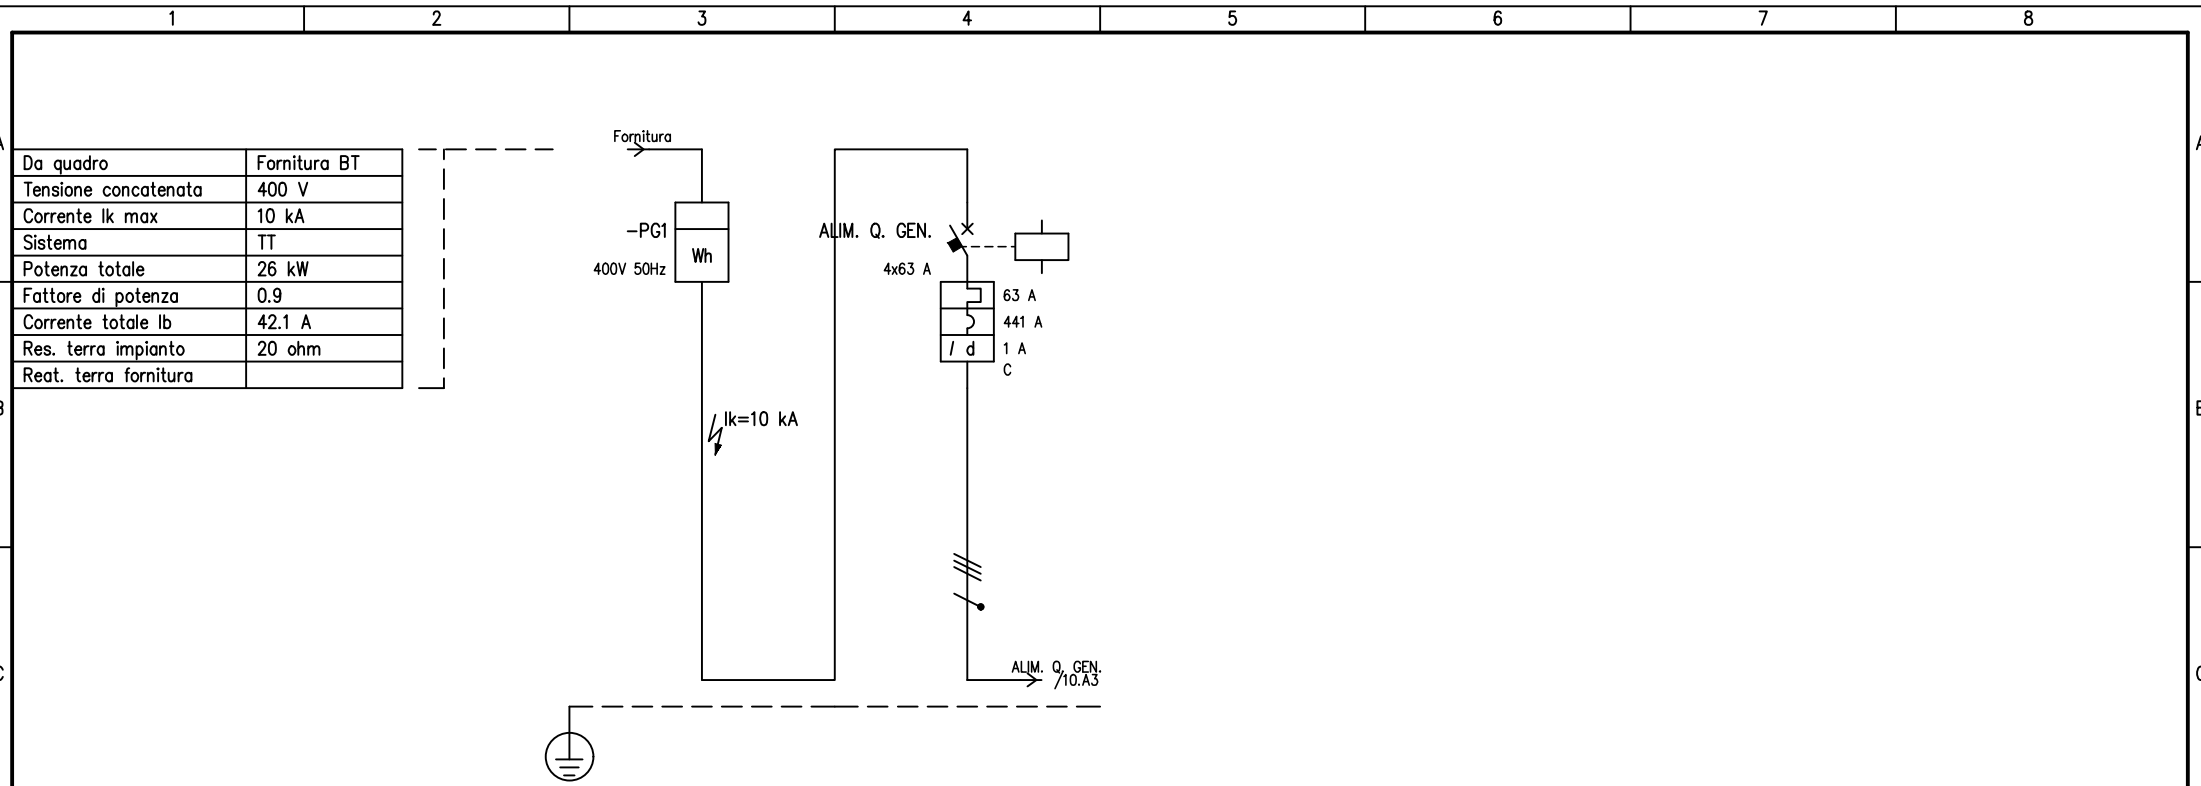 1 2 3 4 5 6 7 8
A A
Da quadro Fornitura BT
Tensione concatenata 400 V
Corrente Ik max 10 kA
Sistema TT
Potenza totale 26 kW
Fattore di potenza 0.9
Corrente totale Ib 42.1 A
Res. terra impianto 20 ohm
Reat. terra fornitura
Fornitura
-PG1
Wh
400V 50Hz
Ik=10 kA
ALIM. Q. GEN.
4x63 A
63 A
441 A
I d 1 A
C
B B
ALIM. Q. GEN.
/10.A3
C C